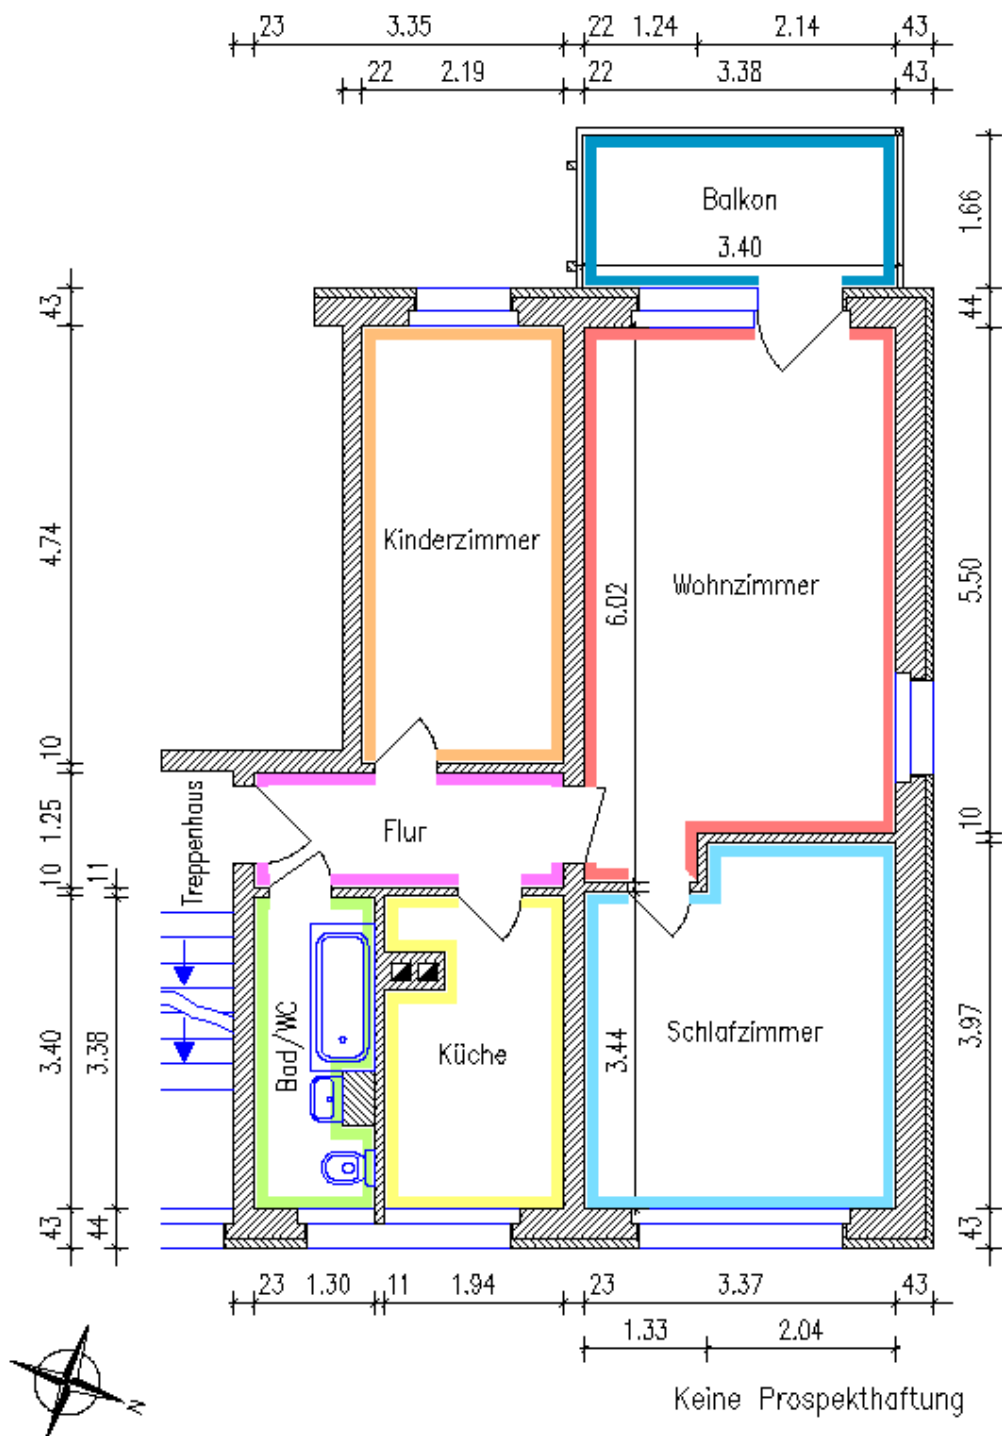 23 3.35 22 1.24 2.14 43
22 2.19 22 3.38 43
Balkon
3.40
1.66
43
44
4.74
Kinderzimmer
Wohnzimmer
6.02
5.50
10
10
1.25
Treppenhaus
Flur
10
11
3.40
3.38
Bad/WC
Küche
3.44
Schlafzimmer
3.97
43
44
43
23 1.30 11 1.94 23 3.37 43
1.33 2.04
N
Keine Prospekthaftung